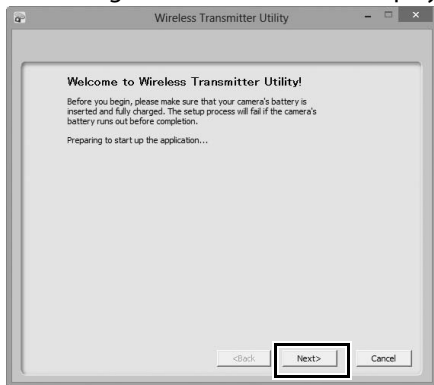 Wireless Transmitter Utility
Welcome to Wireless Transmitter Utility!
Before you begin, please make sure that your camera's battery is
inserted and fully charged. The setup process will fail if the camera's
battery runs out before completion.
Preparing to start up the application...
<Back Next> Cancel